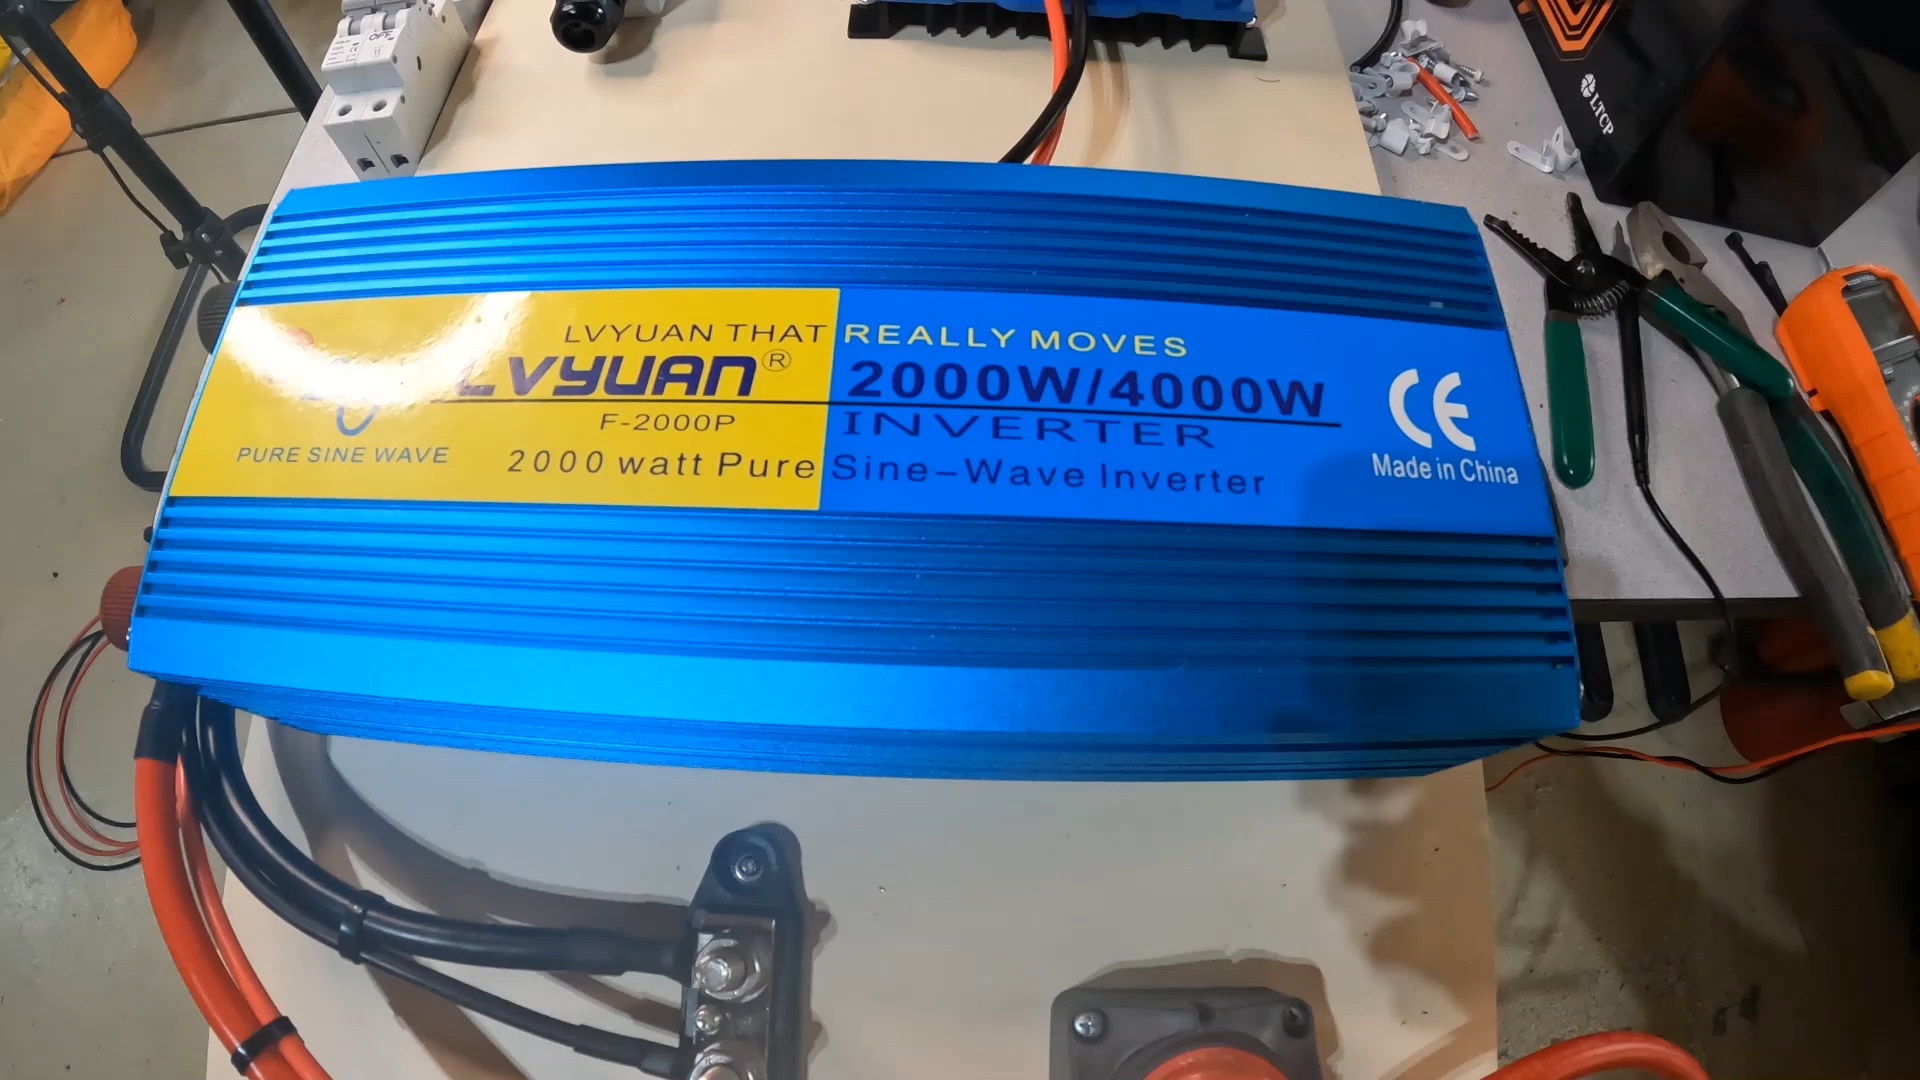 OFF
LTCP
LVYUAN THAT REALLY MOVES
LVYUAN®
2000W/4000W
F-2000P
INVERTER
PURE SINE WAVE
2000 watt Pure Sine-Wave Inverter
CE
Made in China